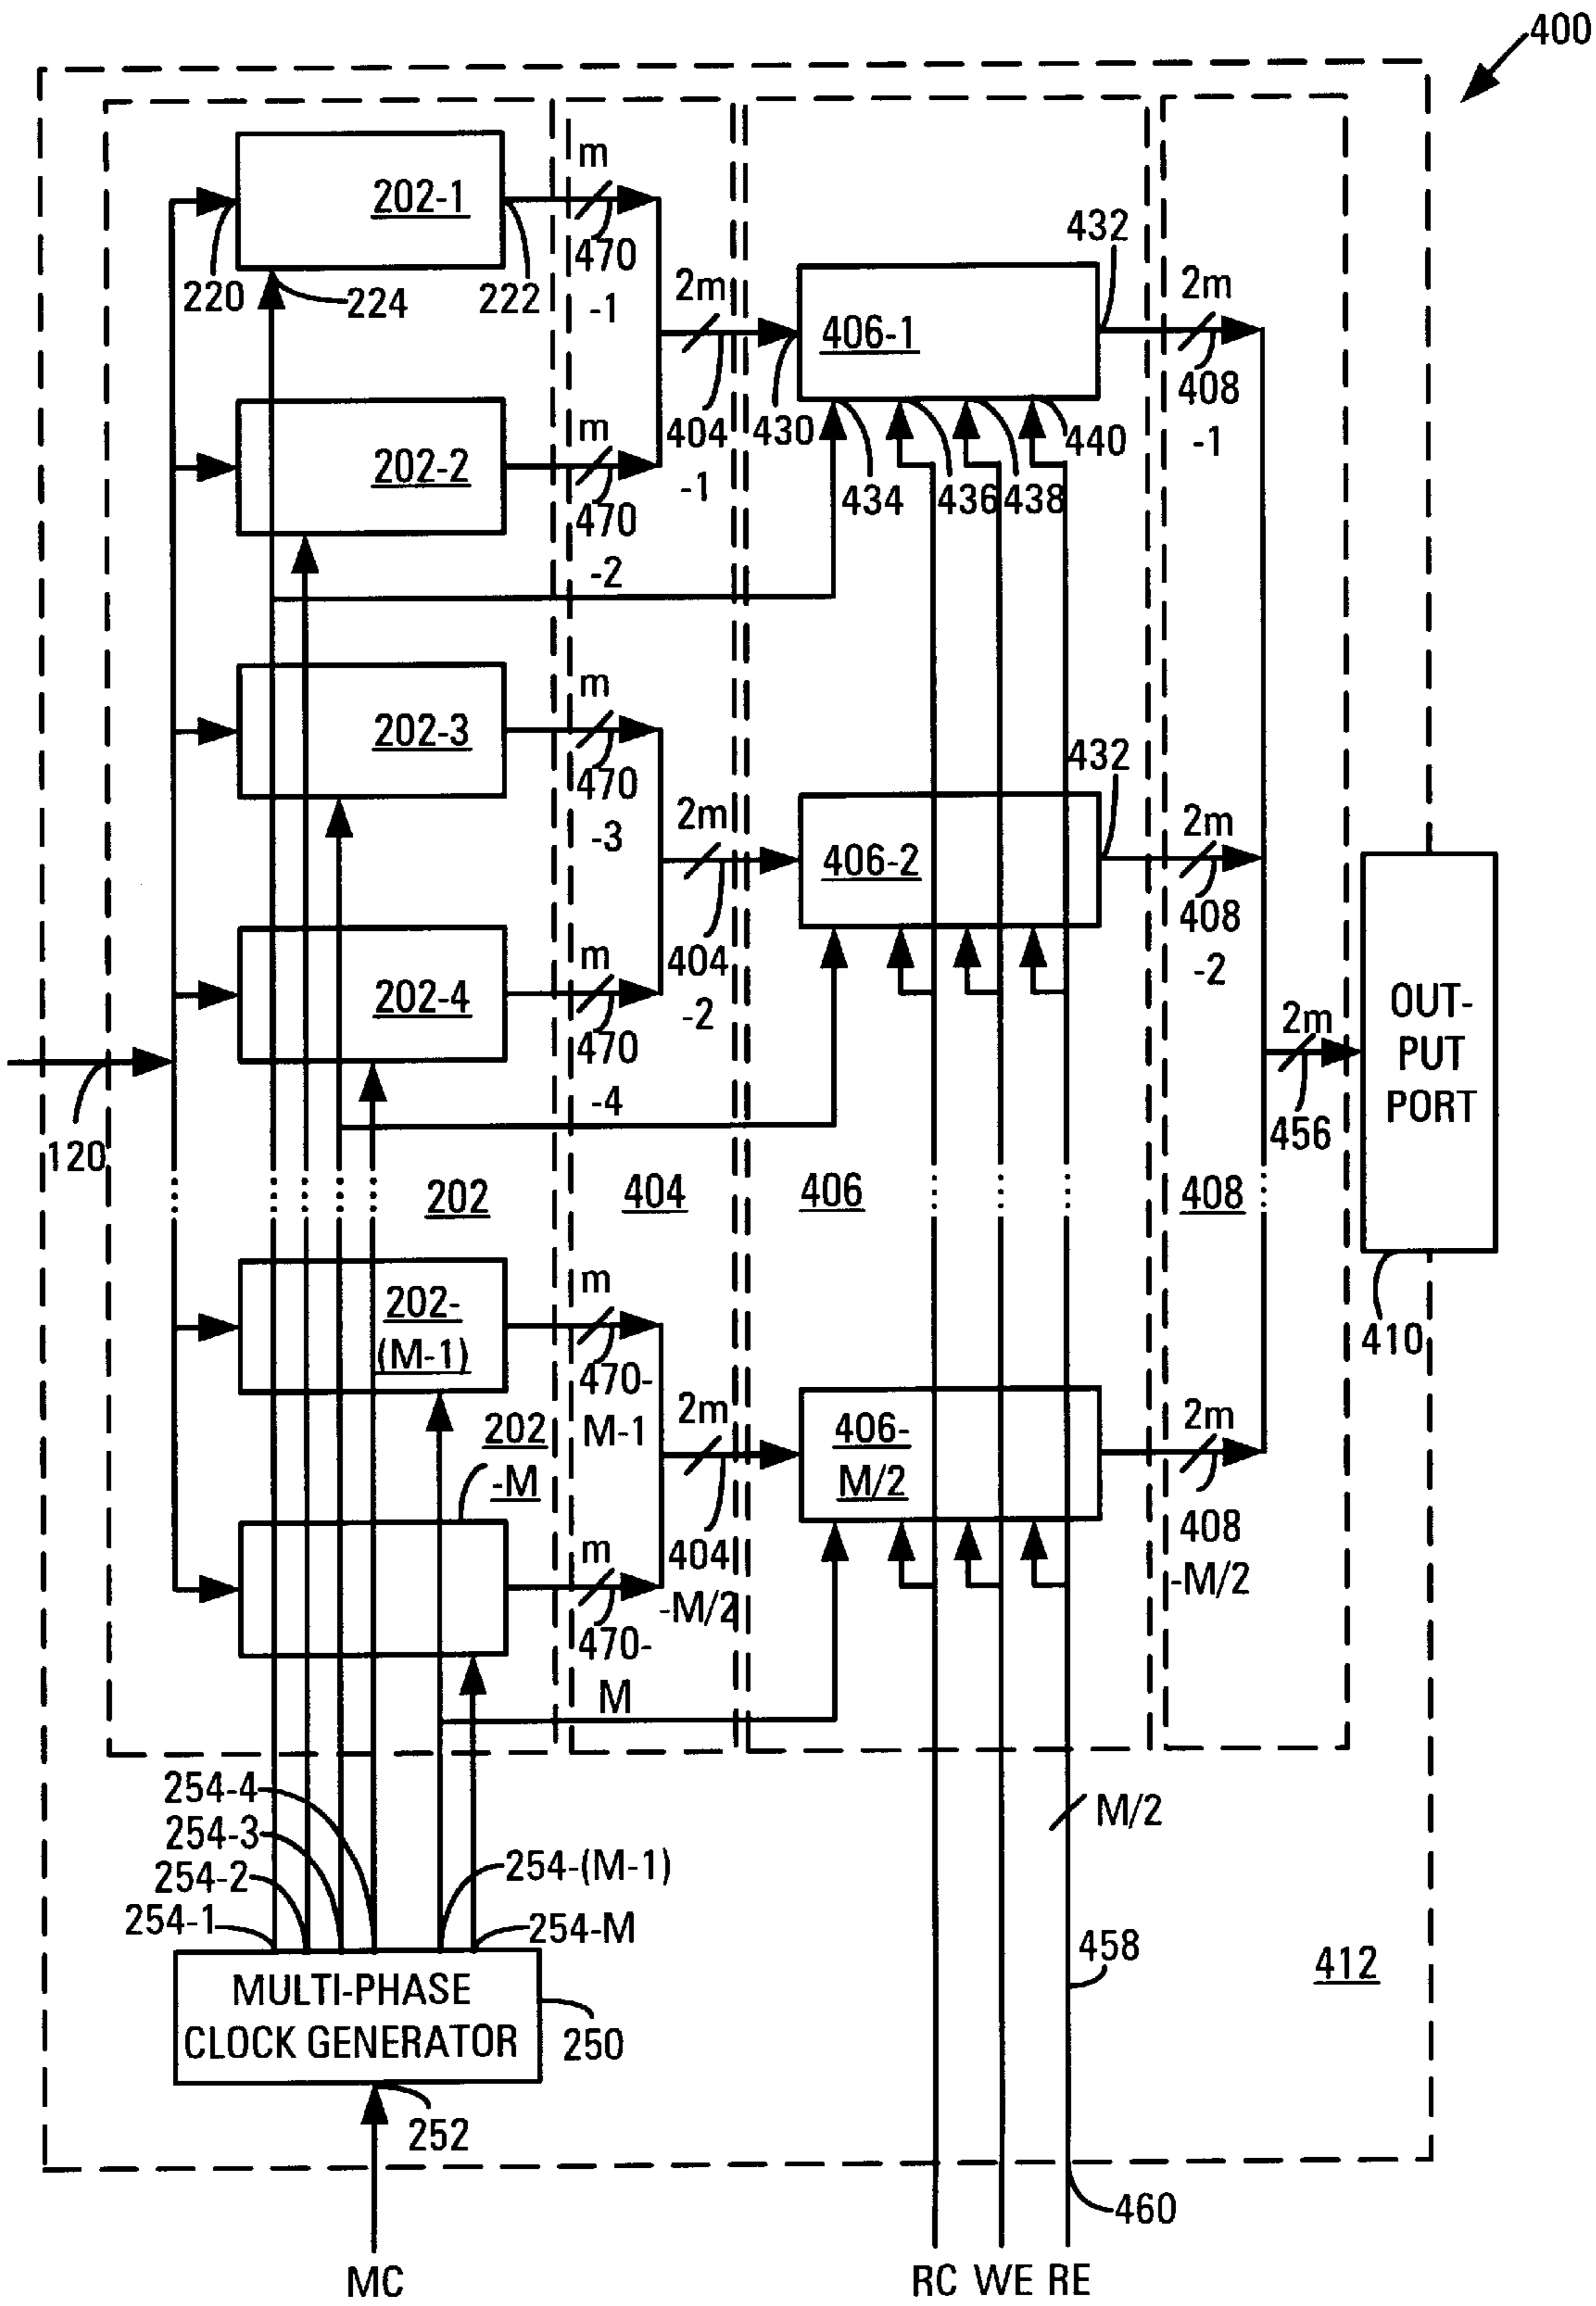 400
m
202-1
470
-1
220
224
222
432
2m
2m
406-1
408
-1
m
202-2
404
-1
430
434
436
438
440
470
-2
m
202-3
432
470
-3
2m
2m
406-2
408
-2
m
202-4
404
-2
470
-4
OUT-
PUT
PORT
2m
456
120
202
404
406
408
m
202-
(M-1)
410
470-
M-1
2m
2m
202
-M
406-
M/2
m
404
-M/2
408
-M/2
470-
M
254-4
M/2
254-3
254-(M-1)
254-2
254-1
254-M
458
412
MULTI-PHASE
CLOCK GENERATOR
250
252
460
MC
RC
WE
RE